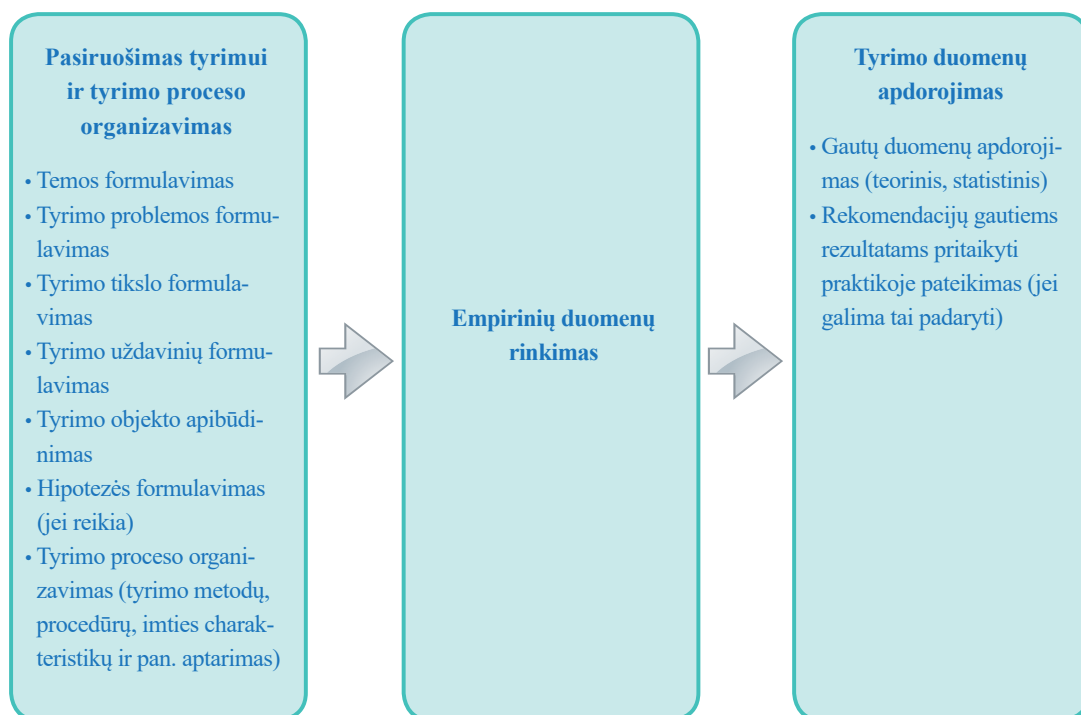 Pasiruošimas tyrimui
ir tyrimo proceso
organizavimas
• Temos formulavimas
• Tyrimo problemos formu-
lavimas
• Tyrimo tikslo formula-
vimas
• Tyrimo uždavinių formu-
lavimas
• Tyrimo objekto apibūdi-
nimas
• Hipotezės formulavimas
(jei reikia)
• Tyrimo proceso organi-
zavimas (tyrimo metodų,
procedūrų, imties charak-
teristikų ir pan. aptarimas)
Empirinių duomenų
rinkimas
Tyrimo duomenų
apdorojimas
• Gautų duomenų apdoroji-
mas (teorinis, statistinis)
• Rekomendacijų gautiems
rezultatams pritaikyti
praktikoje pateikimas (jei
galima tai padaryti)